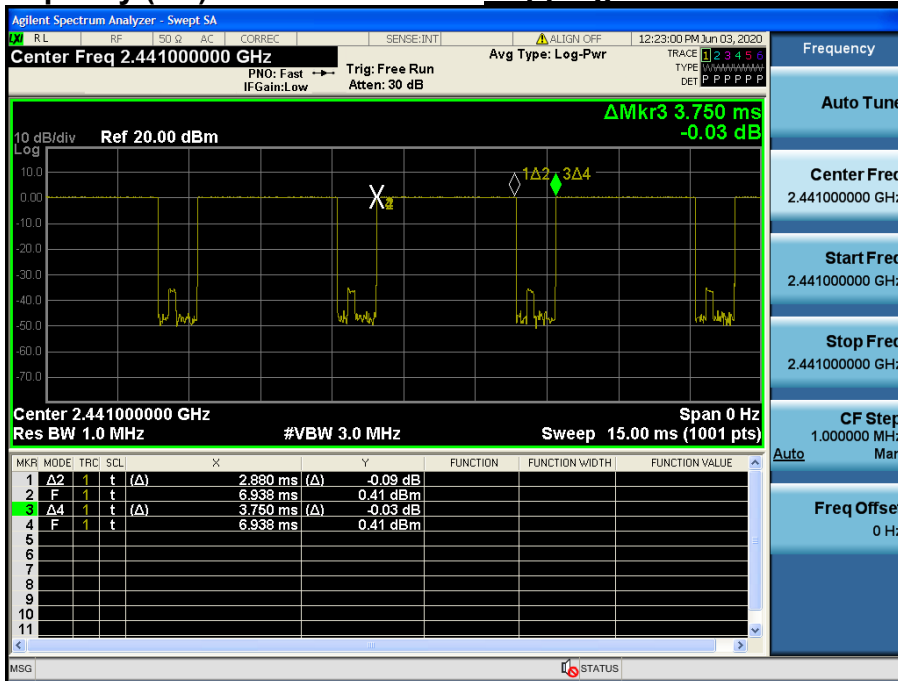 Agilent Spectrum Analyzer - Swept SA
LXI RL RF 50 Ω AC CORREC SENSE:INT ALIGN OFF 12:23:00 PM Jun 03, 2020
Center Freq 2.441000000 GHz Avg Type: Log-Pwr TRACE 1 2 3 4 5 6
PNO: Fast Trig: Free Run TYPE WWWWWW
IFGain:Low Atten: 30 dB DET P P P P P P
ΔMkr3 3.750 ms
10 dB/div Ref 20.00 dBm -0.03 dB
Log
10.0
0.00
-10.0
-20.0
-30.0
-40.0
-50.0
-60.0
-70.0
1Δ2 3Δ4
X 2
Center 2.441000000 GHz Span 0 Hz
Res BW 1.0 MHz #VBW 3.0 MHz Sweep 15.00 ms (1001 pts)
MKR MODE TRC SCL X Y FUNCTION FUNCTION WIDTH FUNCTION VALUE
1 Δ2 1 t (Δ) 2.880 ms (Δ) -0.09 dB
2 F 1 t 6.938 ms 0.41 dBm
3 Δ4 1 t (Δ) 3.750 ms (Δ) -0.03 dB
4 F 1 t 6.938 ms 0.41 dBm
5
6
7
8
9
10
11
MSG STATUS
Frequency
Auto Tune
Center Freq
2.441000000 GHz
Start Freq
2.441000000 GHz
Stop Freq
2.441000000 GHz
CF Step
1.000000 MHz
Auto Man
Freq Offset
0 Hz